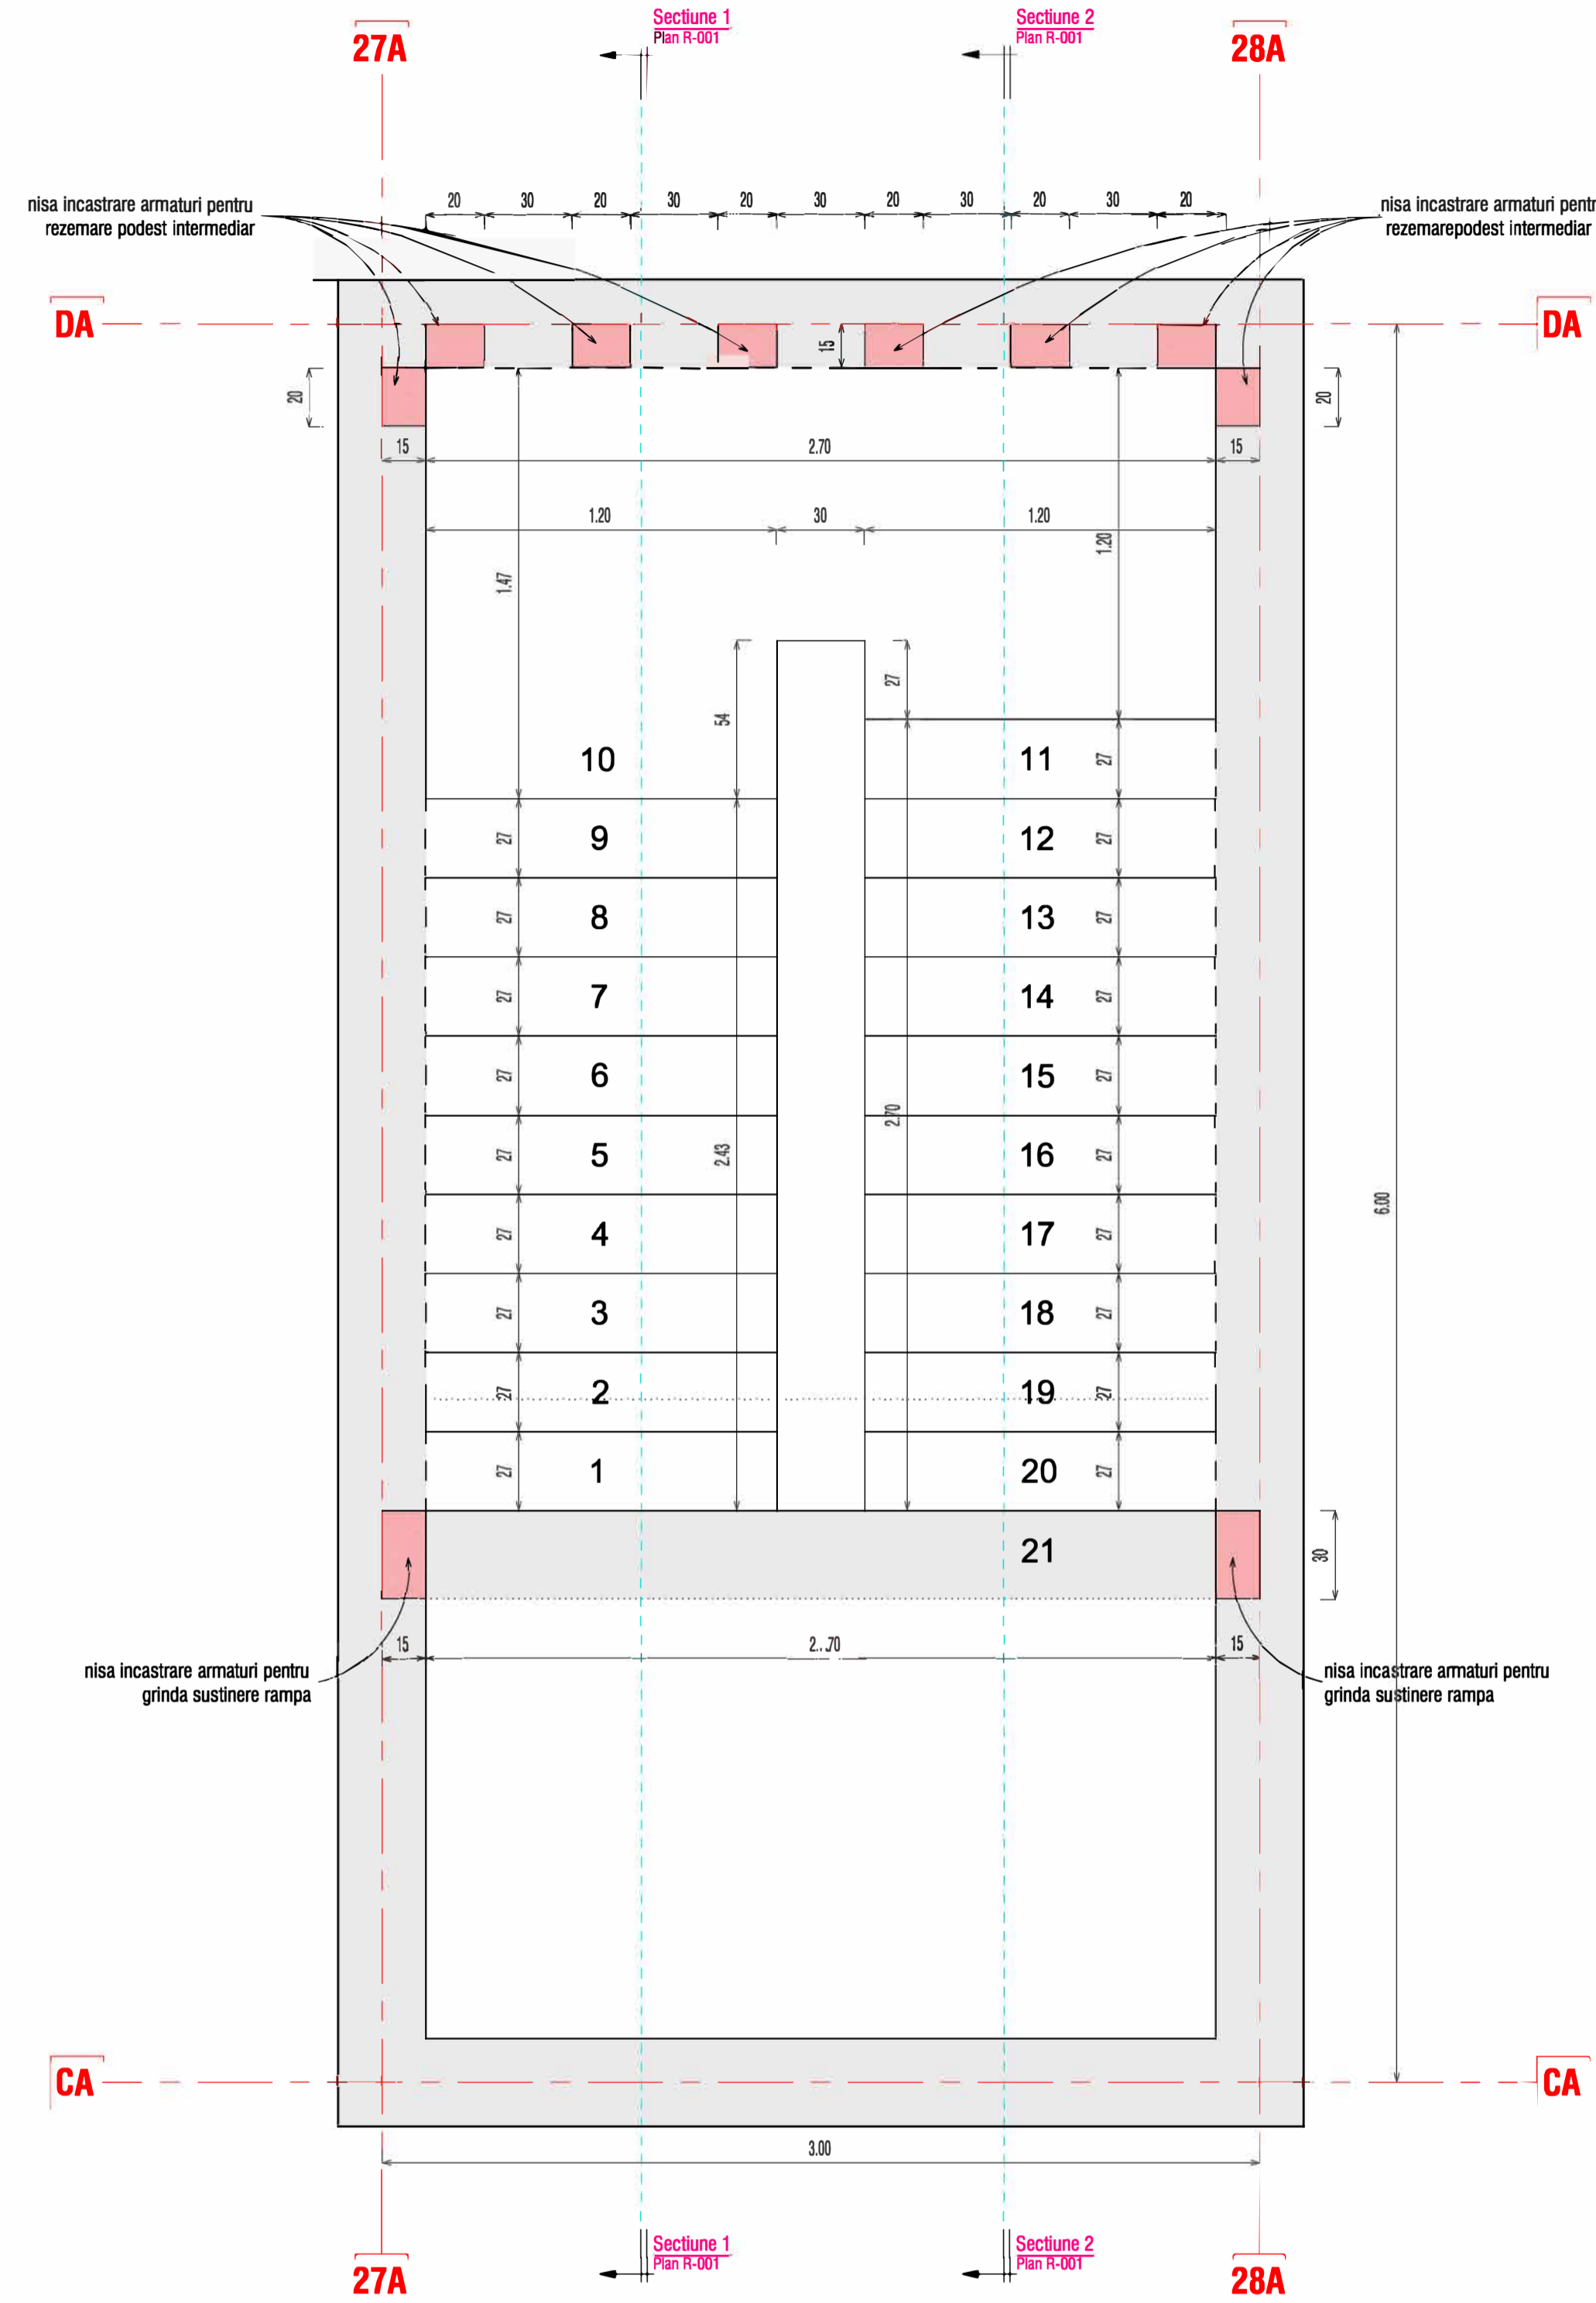 Sectiune 1
Plan R-001
Sectiune 2
Plan R-001
27A
28A
20 30 20 30 20 30 20 30 20 30 20
nisa incastrare armaturi pentru
rezemare podest intermediar
nisa incastrare armaturi pentr
rezemarepodest intermediar
DA
DA
15
20
20
15
2.70
15
1.20
30
1.20
1.20
1.47
27
54
10
11
27
27
9
12
27
27
8
13
27
27
7
14
27
27
6
15
27
2.70
27
5
2.43
16
27
27
4
17
27
6.00
27
3
18
27
27
2
19
27
27
1
20
27
21
30
15
2..70
15
nisa incastrare armaturi pentru
grinda sustinere rampa
nisa incastrare armaturi pentru
grinda sustinere rampa
CA
CA
3.00
Sectiune 1
Plan R-001
Sectiune 2
Plan R-001
27A
28A